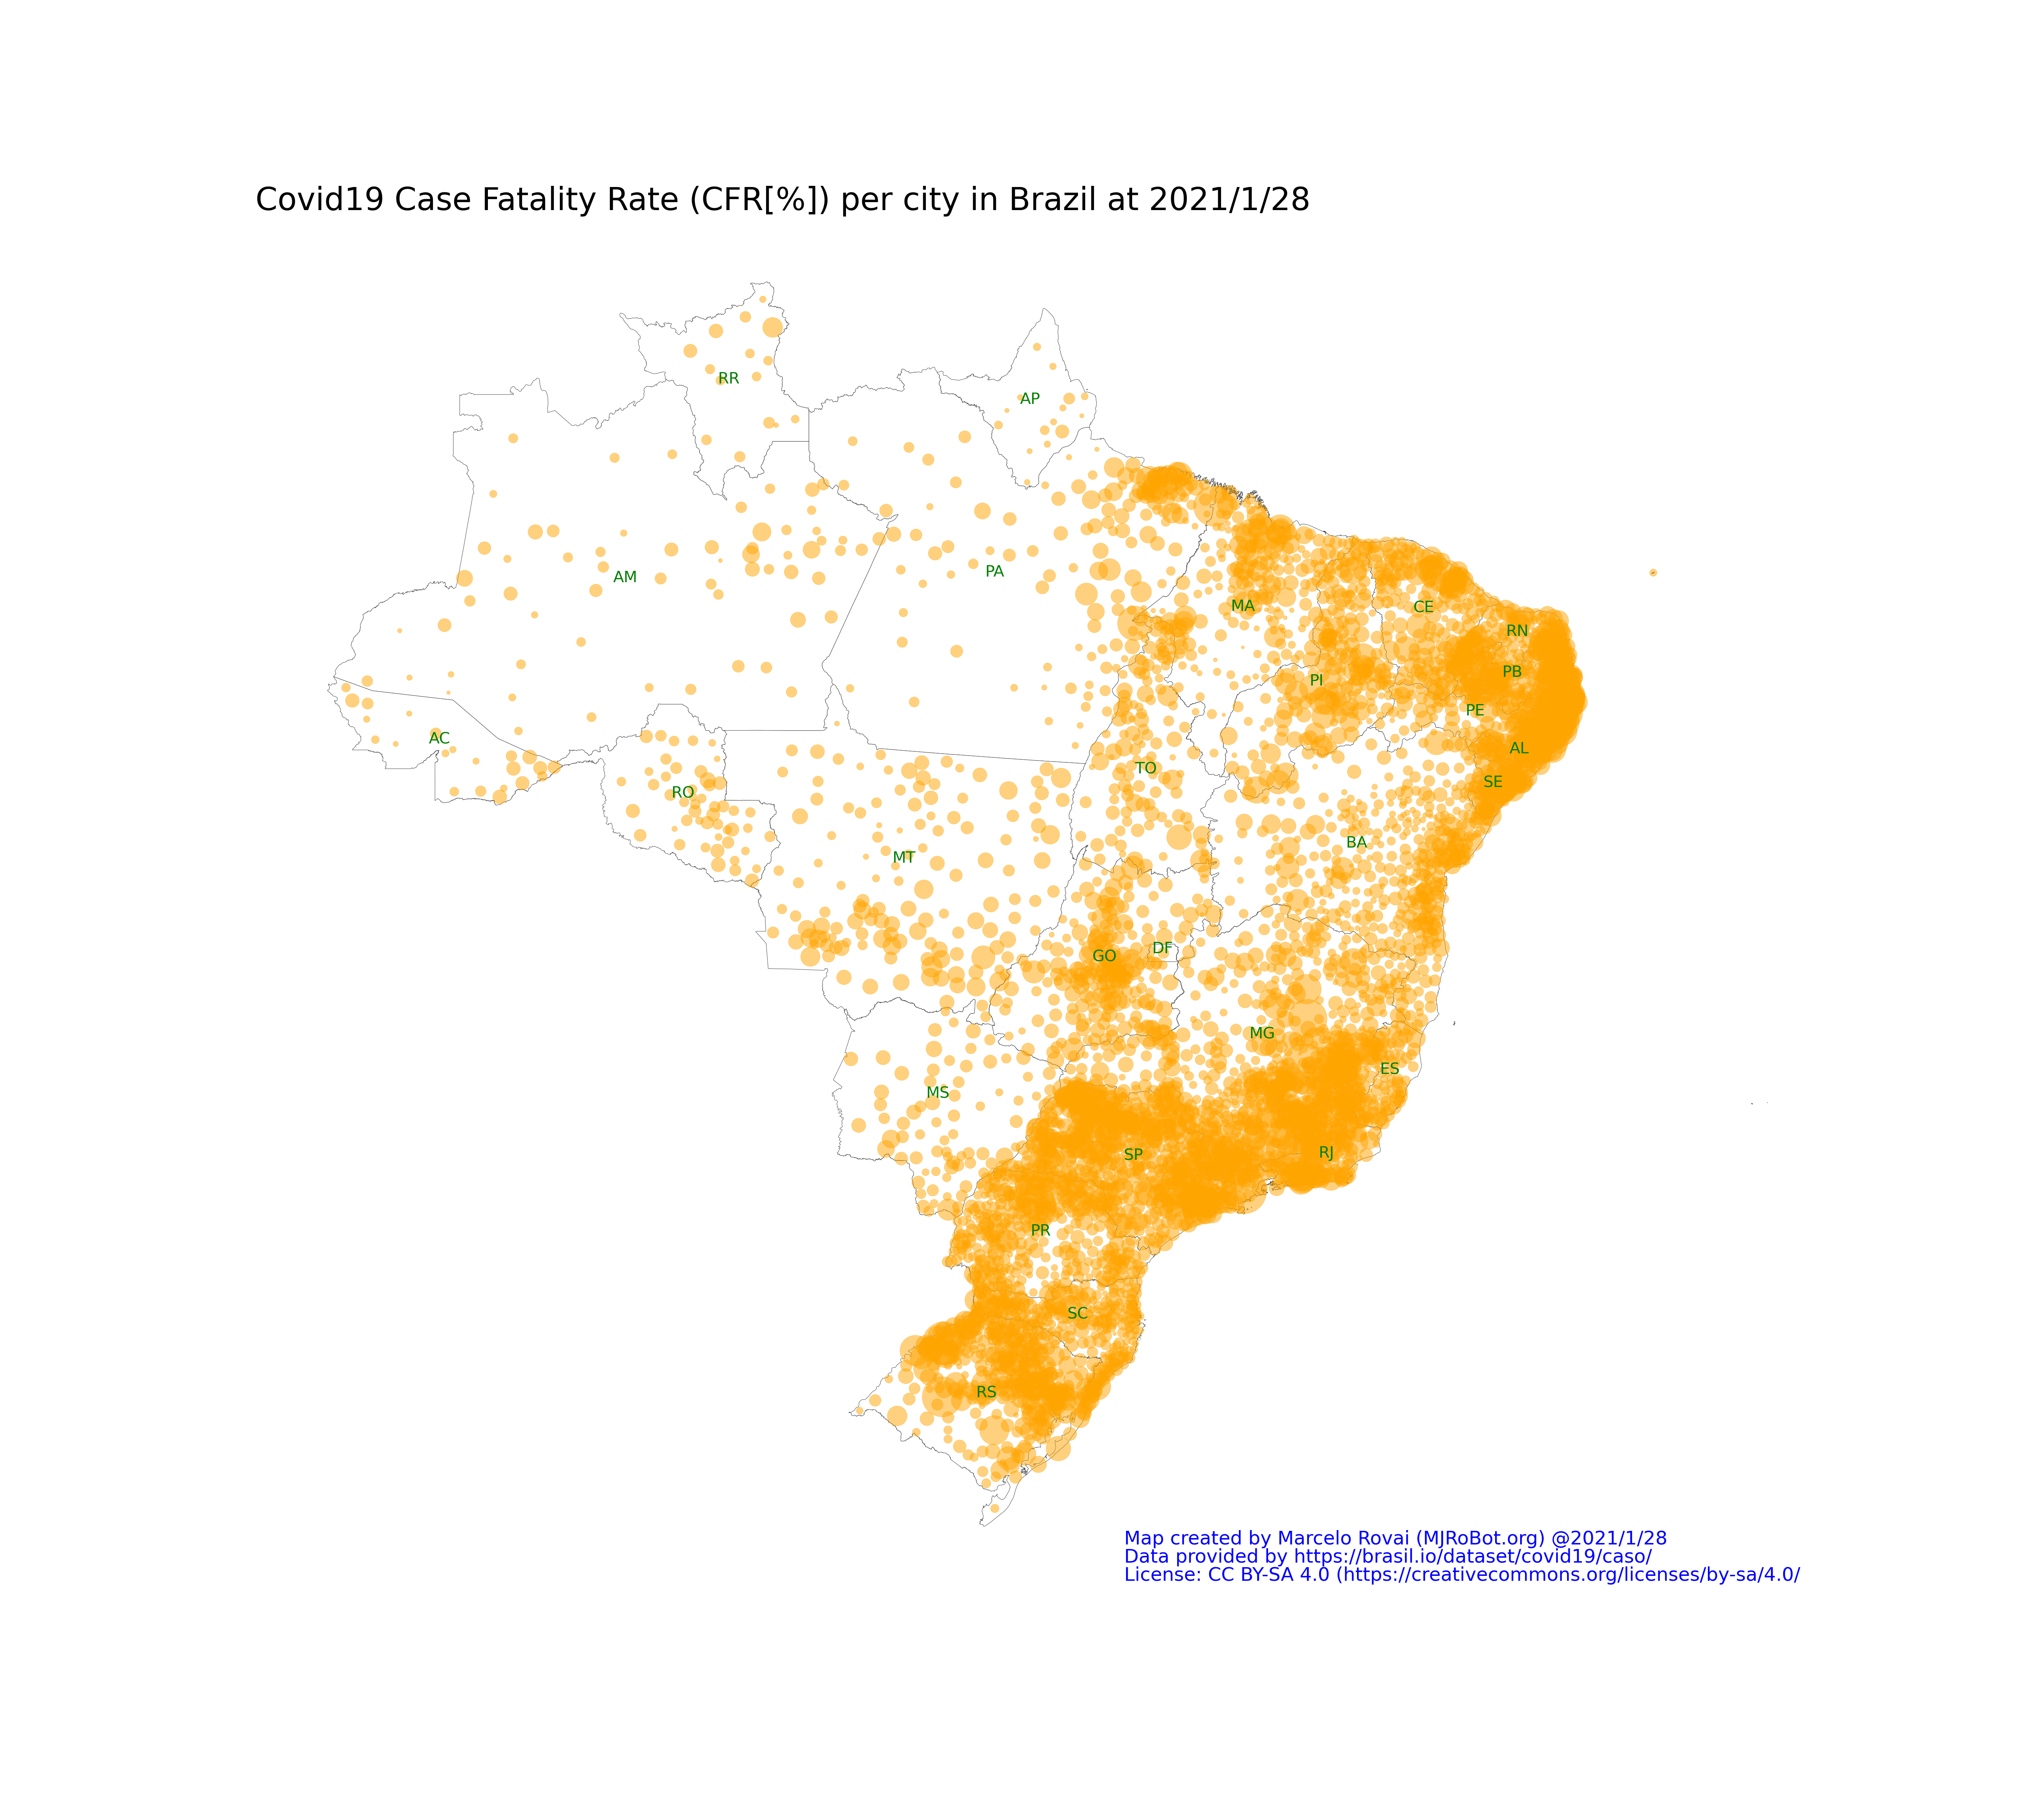 Covid19 Case Fatality Rate (CFR[%]) per city in Brazil at 2021/1/28
RR
AP
AM
PA
MA
CE
RN
PB
PI
PE
AC
AL
TO
SE
RO
BA
MT
DF
GO
MG
ES
MS
RJ
SP
PR
SC
RS
Map created by Marcelo Rovai (MJRoBot.org) @2021/1/28
Data provided by https://brasil.io/dataset/covid19/caso/
License: CC BY-SA 4.0 (https://creativecommons.org/licenses/by-sa/4.0/